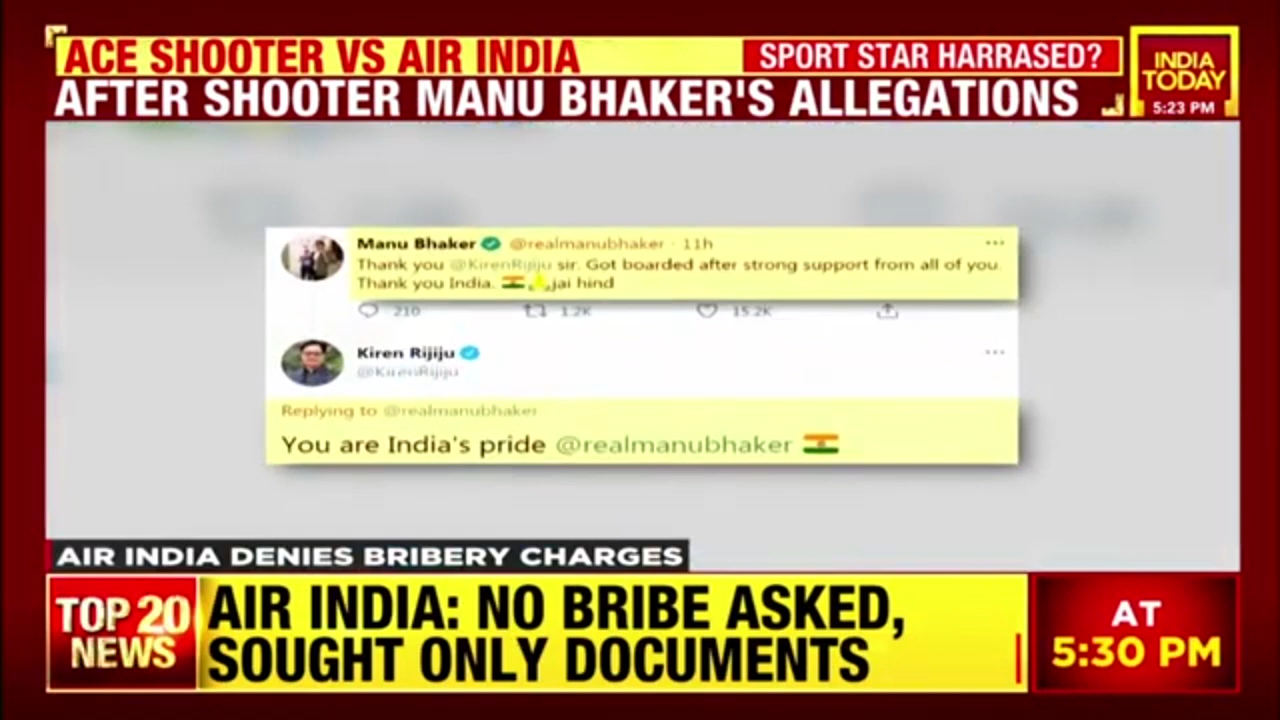 ACE SHOOTER VS AIR INDIA
SPORT STAR HARRASED?
AFTER SHOOTER MANU BHAKER'S ALLEGATIONS
INDIA
TODAY
5:23 PM
Manu Bhaker @realmanubhaker · 11h
Thank you @KirenRijiju sir. Got boarded after strong support from all of you.
Thank you India. 🇮🇳🙏jai hind
210 1.2K 15.2K
Kiren Rijiju
@KirenRijiju
Replying to @realmanubhaker
You are India's pride @realmanubhaker 🇮🇳
AIR INDIA DENIES BRIBERY CHARGES
TOP 20
NEWS
AIR INDIA: NO BRIBE ASKED,
SOUGHT ONLY DOCUMENTS
AT
5:30 PM